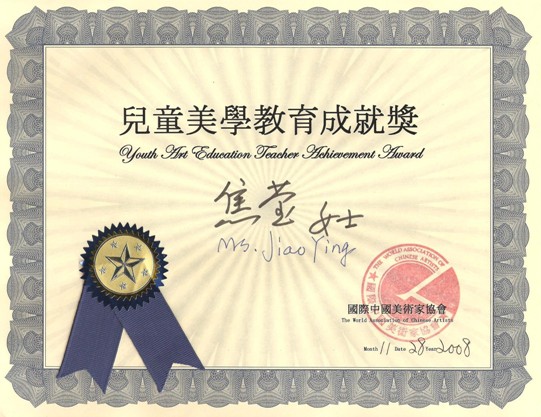 兒童美學教育成就獎
Youth Art Education Teacher Achievement Award
焦莹 女士
Ms. Jiao Ying
THE WORLD ASSOCIATION OF
CHINESE ARTISTS
國際中國美術家協會
The World Association of Chinese Artists
Month 11 Date 28 Year 2008